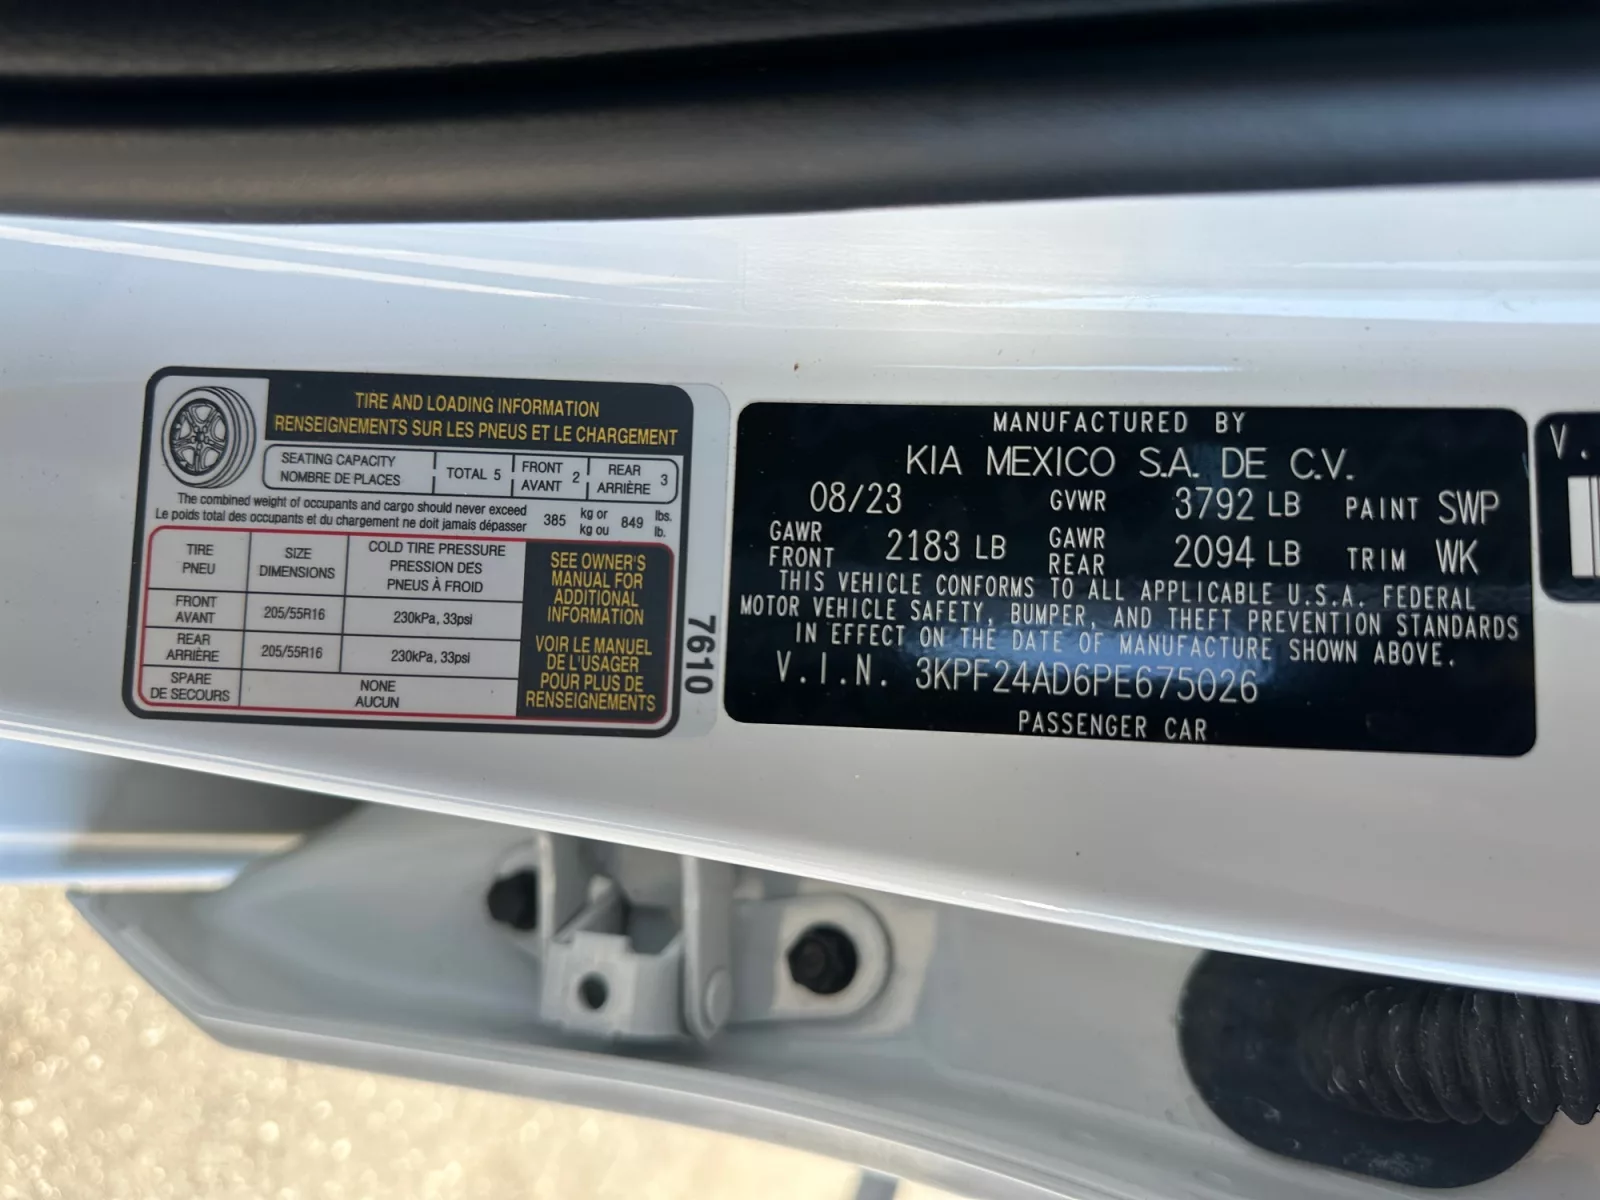 TIRE AND LOADING INFORMATION
RENSEIGNEMENTS SUR LES PNEUS ET LE CHARGEMENT
SEATING CAPACITY
NOMBRE DE PLACES
TOTAL 5
FRONT
AVANT
2
REAR
ARRIÈRE
3
The combined weight of occupants and cargo should never exceed
Le poids total des occupants et du chargement ne doit jamais dépasser
385
kg or
kg ou
849
lbs.
lb.
TIRE
PNEU
SIZE
DIMENSIONS
COLD TIRE PRESSURE
PRESSION DES
PNEUS À FROID
FRONT
AVANT
205/55R16
230kPa, 33psi
REAR
ARRIÈRE
205/55R16
230kPa, 33psi
SPARE
DE SECOURS
NONE
AUCUN
SEE OWNER'S
MANUAL FOR
ADDITIONAL
INFORMATION
VOIR LE MANUEL
DE L'USAGER
POUR PLUS DE
RENSEIGNEMENTS
7610
MANUFACTURED BY
KIA MEXICO S.A. DE C.V.
08/23 GVWR 3792 LB PAINT SWP
GAWR
FRONT
2183 LB
GAWR
REAR
2094 LB TRIM WK
THIS VEHICLE CONFORMS TO ALL APPLICABLE U.S.A. FEDERAL
MOTOR VEHICLE SAFETY, BUMPER, AND THEFT PREVENTION STANDARDS
IN EFFECT ON THE DATE OF MANUFACTURE SHOWN ABOVE.
V.I.N. 3KPF24AD6PE675026
PASSENGER CAR
V.